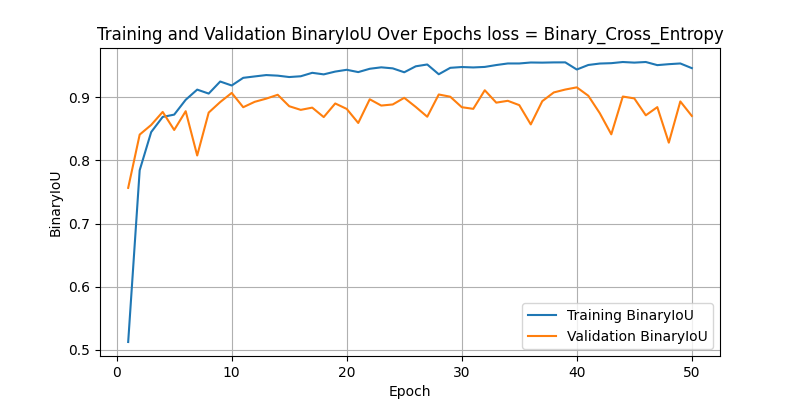 Training and Validation BinaryIoU Over Epochs loss = Binary_Cross_Entropy
BinaryIoU
0.9
0.8
0.7
0.6
0.5
Training BinaryIoU
Validation BinaryIoU
0 10 20 30 40 50
Epoch